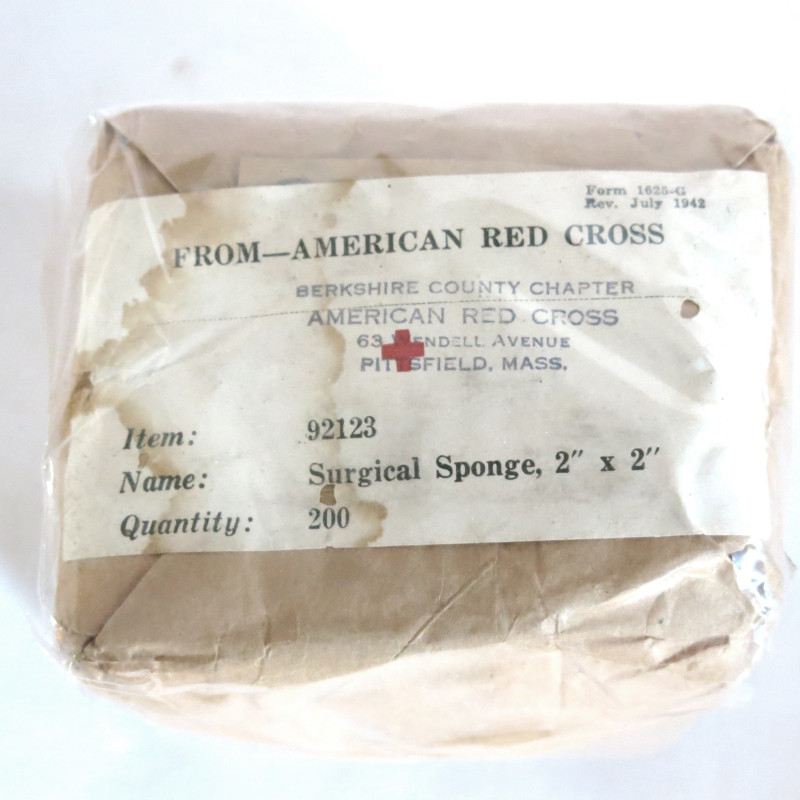 Form 1625-G
Rev. July 1942
FROM—AMERICAN RED CROSS
BERKSHIRE COUNTY CHAPTER
AMERICAN RED CROSS
63 WENDELL AVENUE
PITTSFIELD, MASS.
Item: 92123
Name: Surgical Sponge, 2" x 2"
Quantity: 200